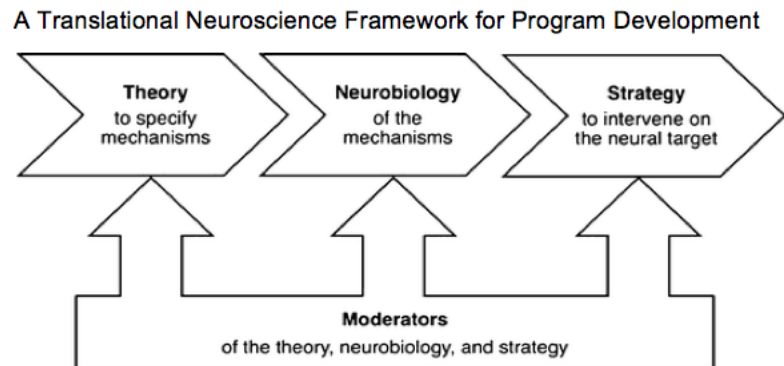 A Translational Neuroscience Framework for Program Development
Theory
to specify
mechanisms
Neurobiology
of the
mechanisms
Strategy
to intervene on
the neural target
Moderators
of the theory, neurobiology, and strategy